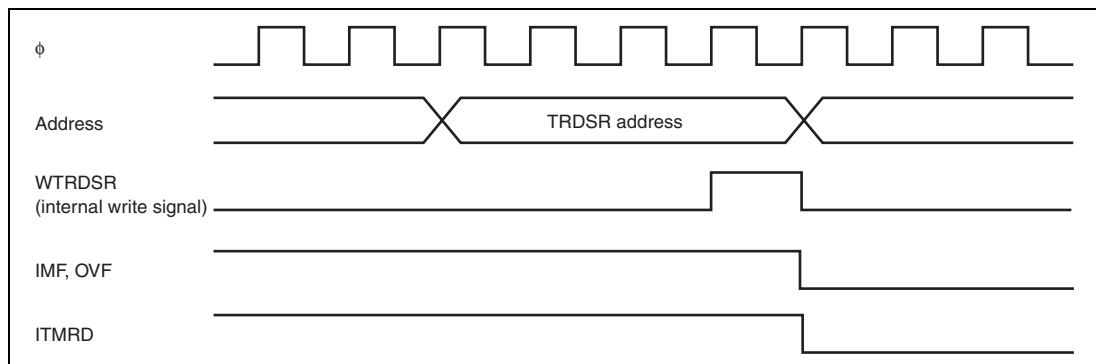 ϕ
Address
TRDSR address
WTRDSR
(internal write signal)
IMF, OVF
ITMRD